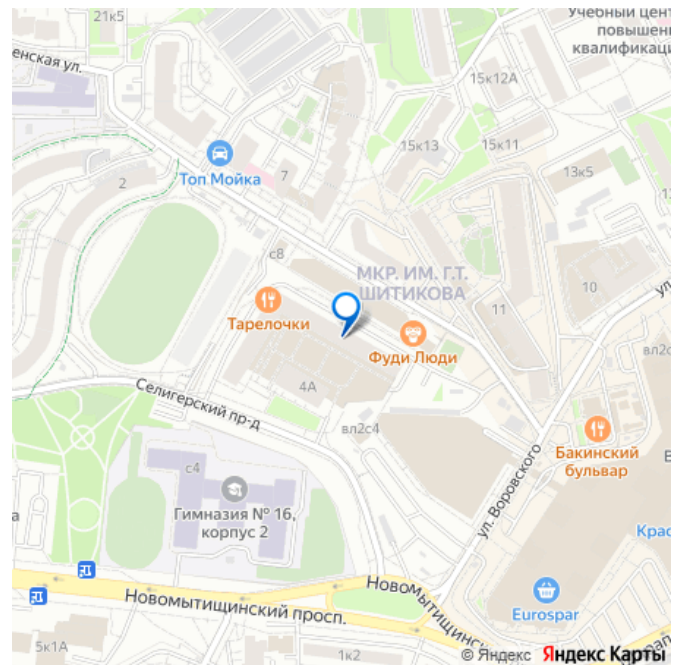 Учебный цент
повышени
квалификаци
21к5
енская ул.
15к12А
15к13
15к11
13к5
Топ Мойка
7
2
с8
МКР. ИМ. Г.Т.
ШИТИКОВА
10
ул
11
Тарелочки
Фуди Люди
вл2с
4А
Селигерский пр-д
вл2с4
Бакинский
бульвар
В
ул. Воровского
с4
Гимназия № 16,
корпус 2
а
Крас
Новомытищинский просп.
Новомытищинск
Eurospar
рап
5к1А
1к2
© Яндекс Яндекс Карты